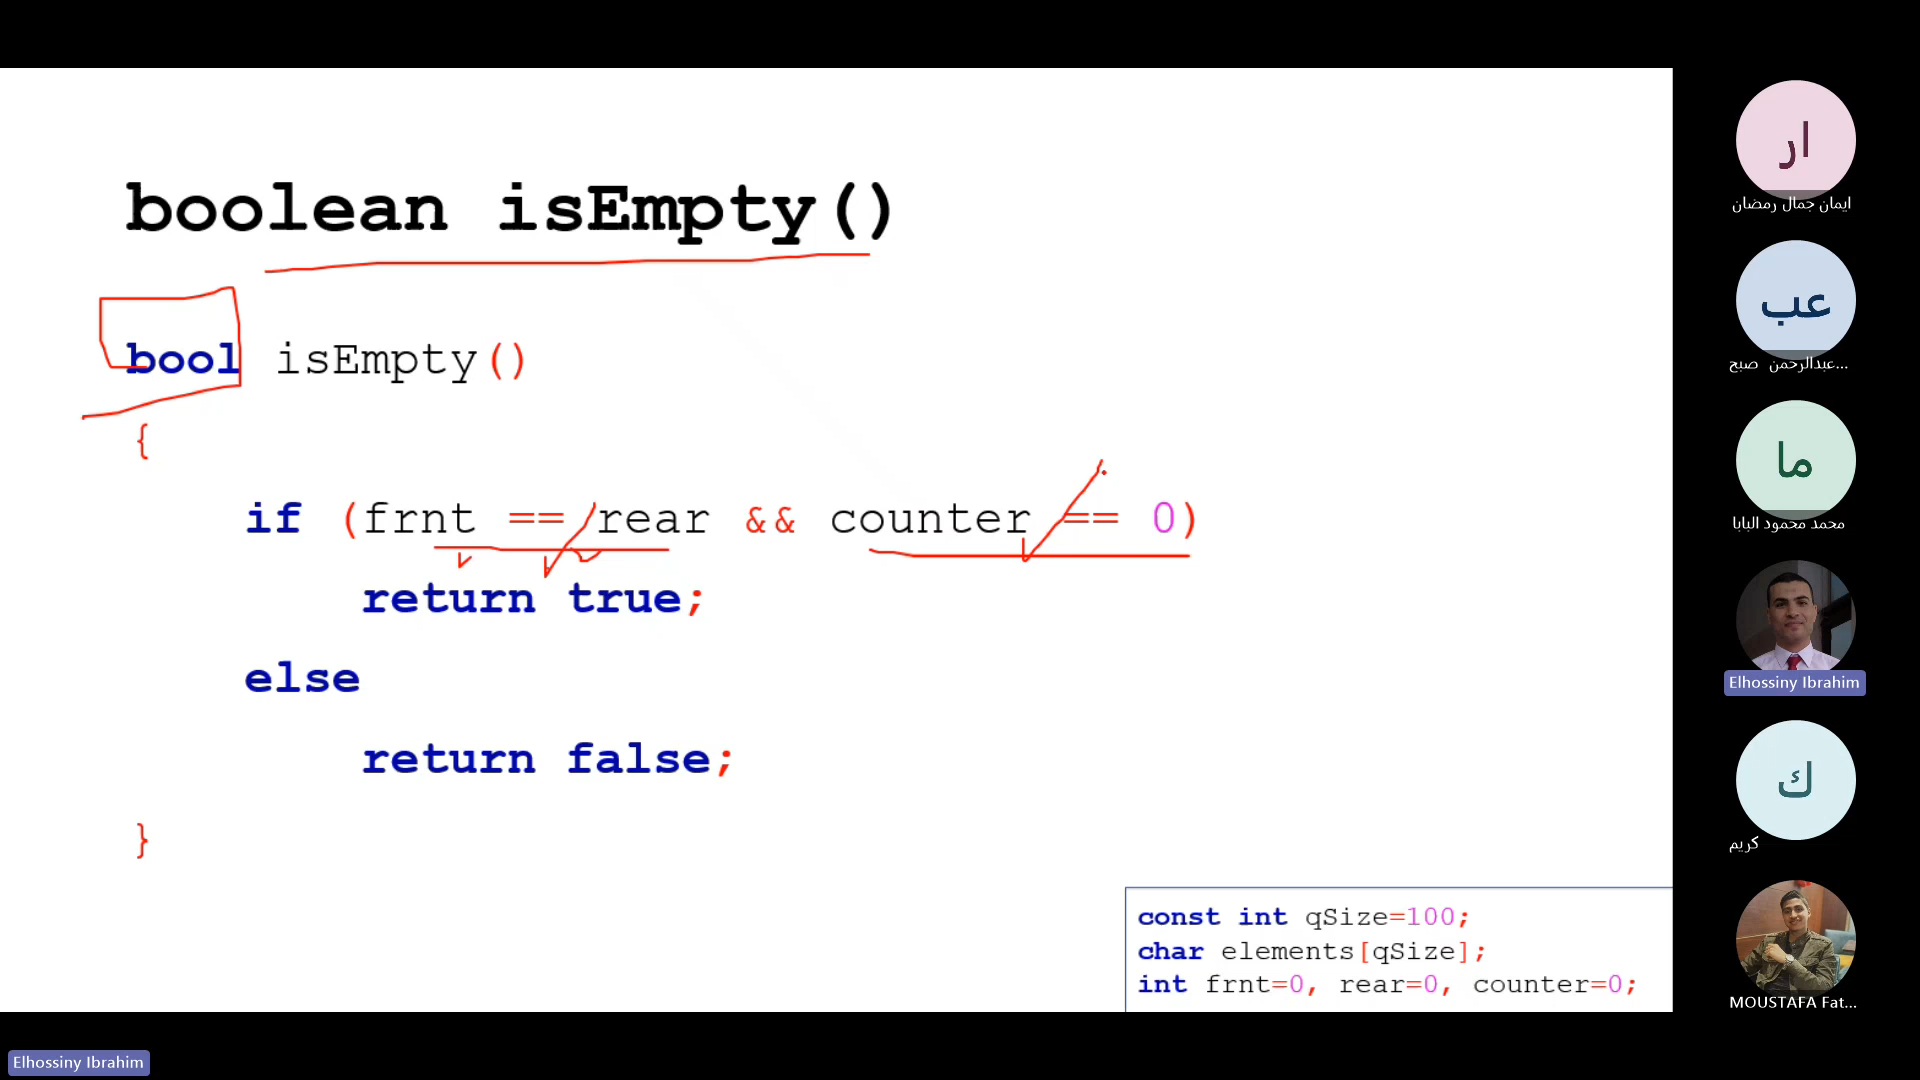 boolean isEmpty()
bool isEmpty()
{
if (frnt == rear && counter == 0)
return true;
else
return false;
}
const int qSize=100;
char elements[qSize];
int frnt=0, rear=0, counter=0;
ار
ايمان جمال رمضان
عب
عبدالرحمن صبح...
ما
محمد محمود البابا
Elhossiny Ibrahim
ك
كريم
MOUSTAFA Fat...
Elhossiny Ibrahim